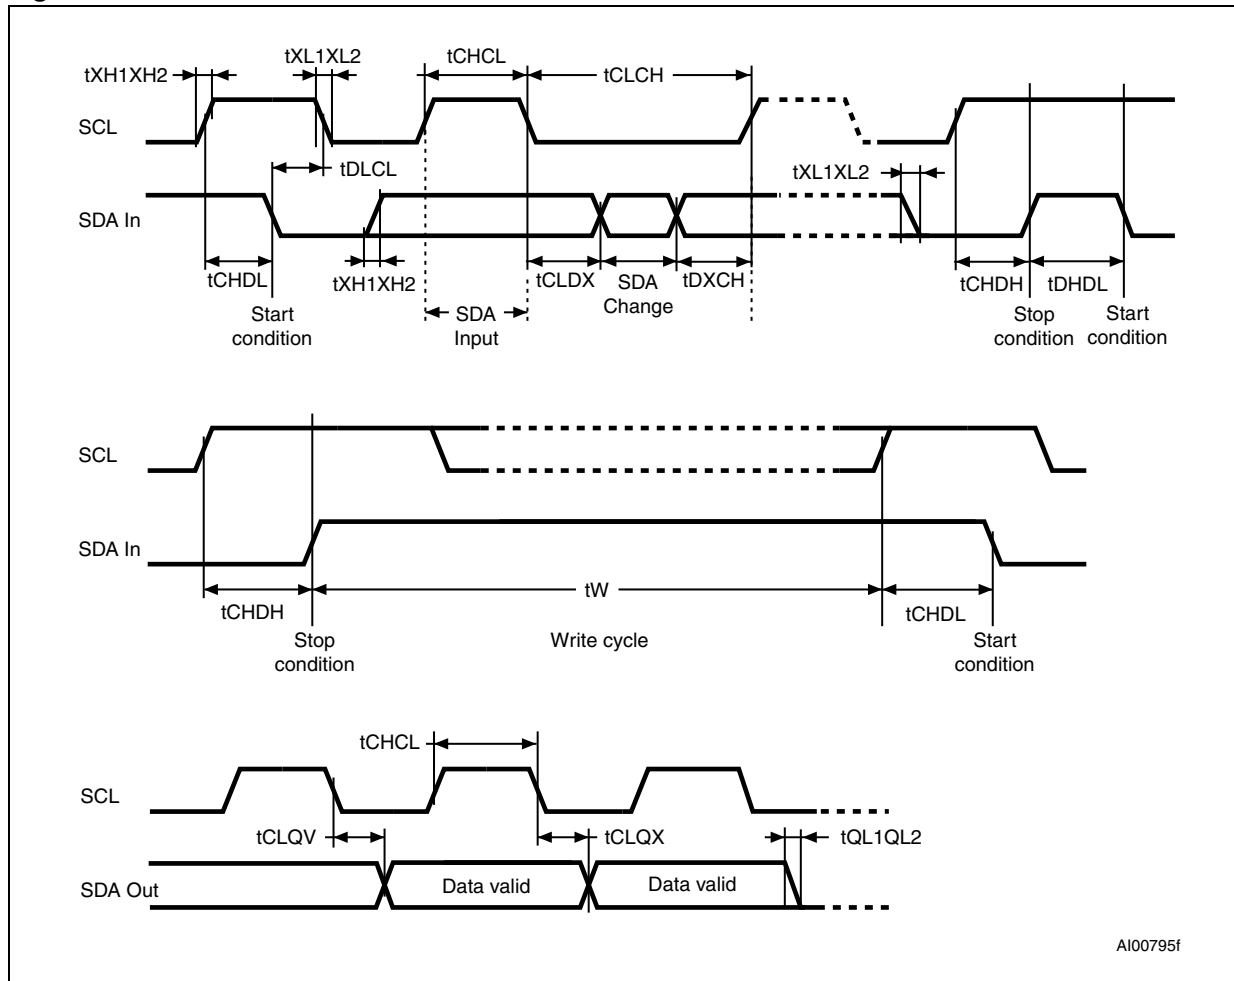 tXH1XH2
tXL1XL2
tCHCL
tCLCH
SCL
tDLCL
tXL1XL2
SDA In
tCHDL
tXH1XH2
tCLDX
SDA
Change
tDXCH
tCHDH
tDHDL
Start
condition
SDA
Input
Stop
condition
Start
condition
SCL
SDA In
tCHDH
tW
tCHDL
Stop
condition
Write cycle
Start
condition
tCHCL
SCL
tCLQV
tCLQX
tQL1QL2
SDA Out
Data valid
Data valid
AI00795f